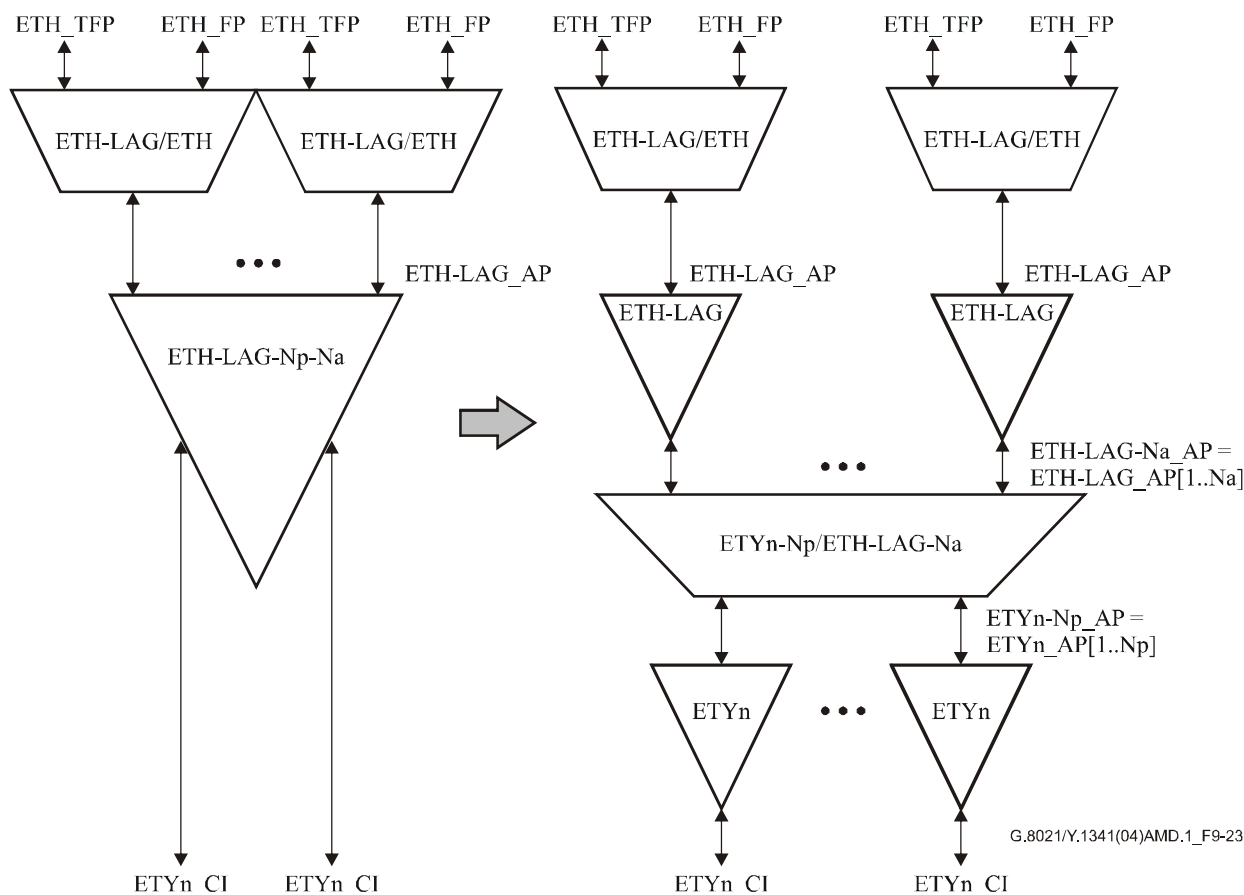 ETH_TFP ETH_FP ETH_TFP ETH_FP ETH_TFP ETH_FP ETH_TFP ETH_FP
ETH-LAG/ETH ETH-LAG/ETH ETH-LAG/ETH ETH-LAG/ETH
ETH-LAG_AP ETH-LAG_AP ETH-LAG_AP
ETH-LAG ETH-LAG
ETH-LAG-Np-Na
ETH-LAG-Na_AP =
ETH-LAG_AP[1..Na]
ETYn-Np/ETH-LAG-Na
ETYn-Np_AP =
ETYn_AP[1..Np]
ETYn ETYn
G.8021/Y.1341(04)AMD.1_F9-23
ETYn_CI ETYn_CI ETYn_CI ETYn_CI